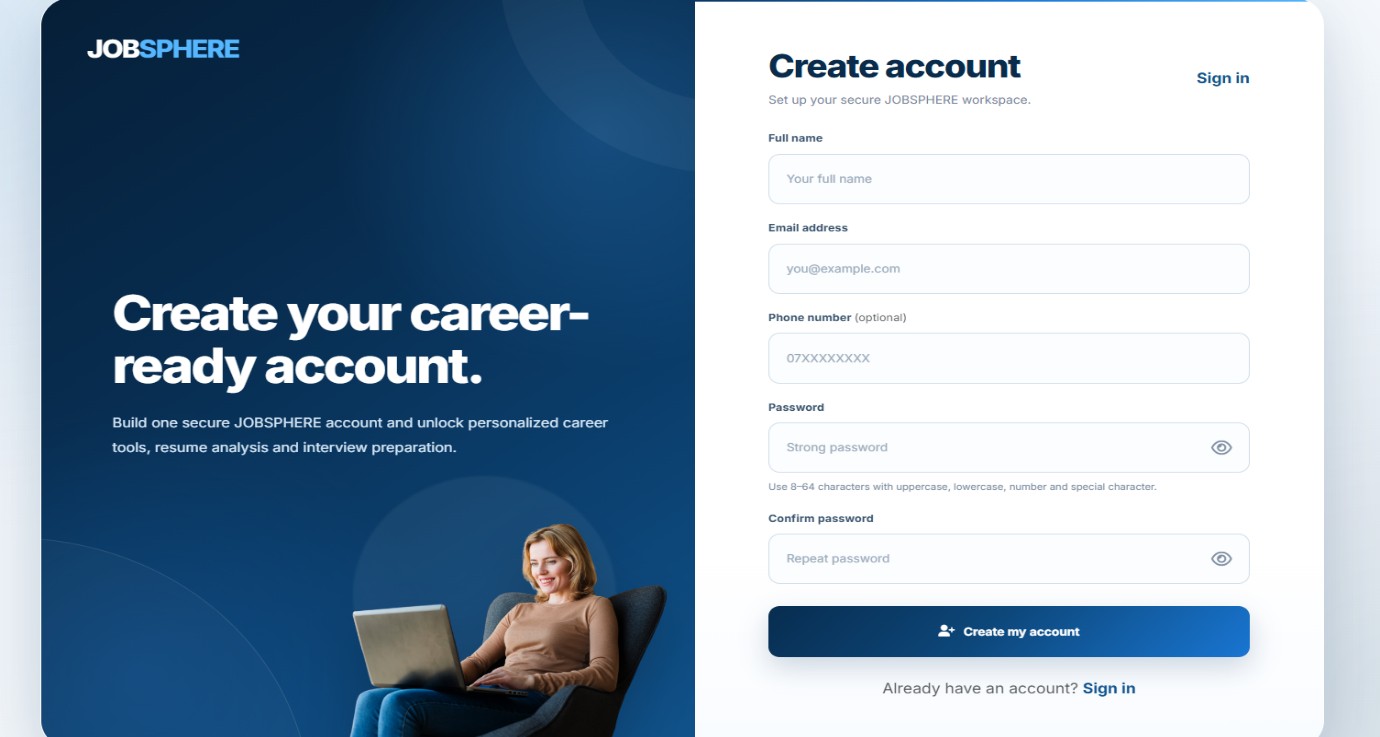 JOBSPHERE
Create your career-
ready account.
Build one secure JOBSPHERE account and unlock personalized career
tools, resume analysis and interview preparation.
Create account
Sign in
Set up your secure JOBSPHERE workspace.
Full name
Your full name
Email address
you@example.com
Phone number (optional)
07XXXXXXXX
Password
Strong password
Use 8–64 characters with uppercase, lowercase, number and special character.
Confirm password
Repeat password
Create my account
Already have an account? Sign in